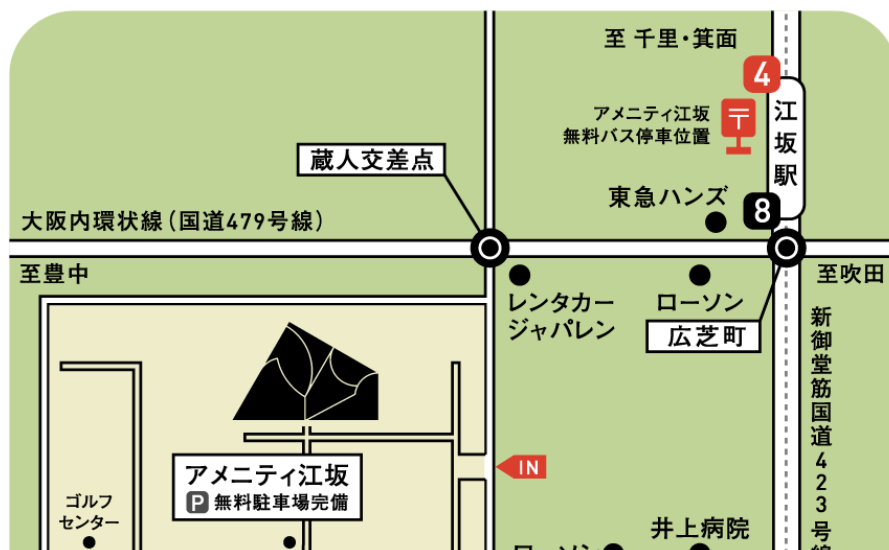 至 千里・箕面
4
アメニティ江坂
無料バス停車位置
江坂駅
蔵人交差点
東急ハンズ
8
大阪内環状線(国道479号線)
至豊中
至吹田
レンタカー
ジャパレン
ローソン
広芝町
新御堂筋国道423号線
IN
アメニティ江坂
P 無料駐車場完備
ゴルフ
センター
井上病院
ローソン